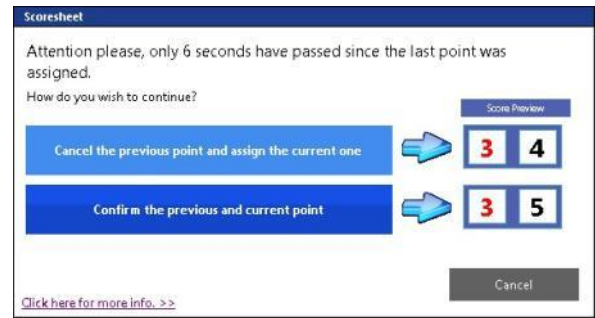 Scoresheet
Attention please, only 6 seconds have passed since the last point was
assigned.
How do you wish to continue?
Score Preview
Cancel the previous point and assign the current one
3 4
Confirm the previous and current point
3 5
Cancel
Click here for more info. >>